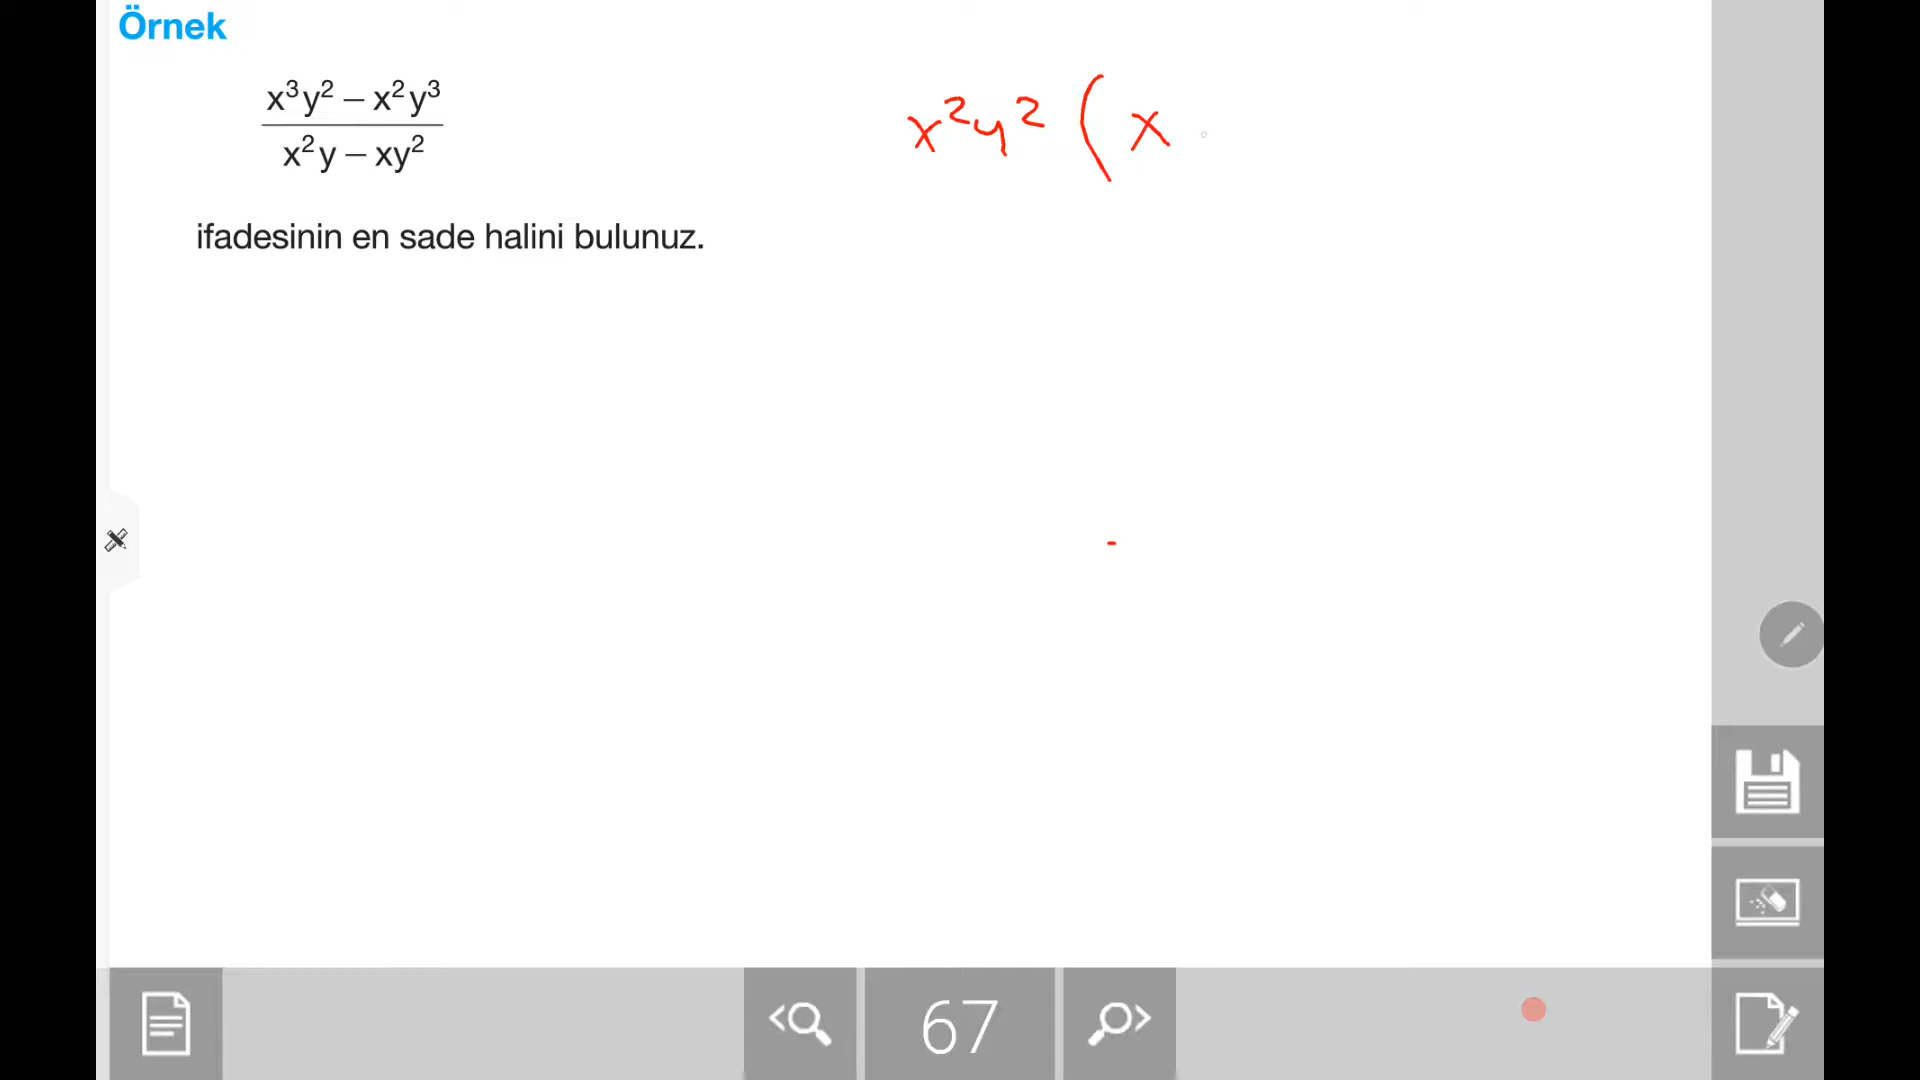 Örnek
x³y² – x²y³
x²y – xy²
x²y² ( x
ifadesinin en sade halini bulunuz.
67